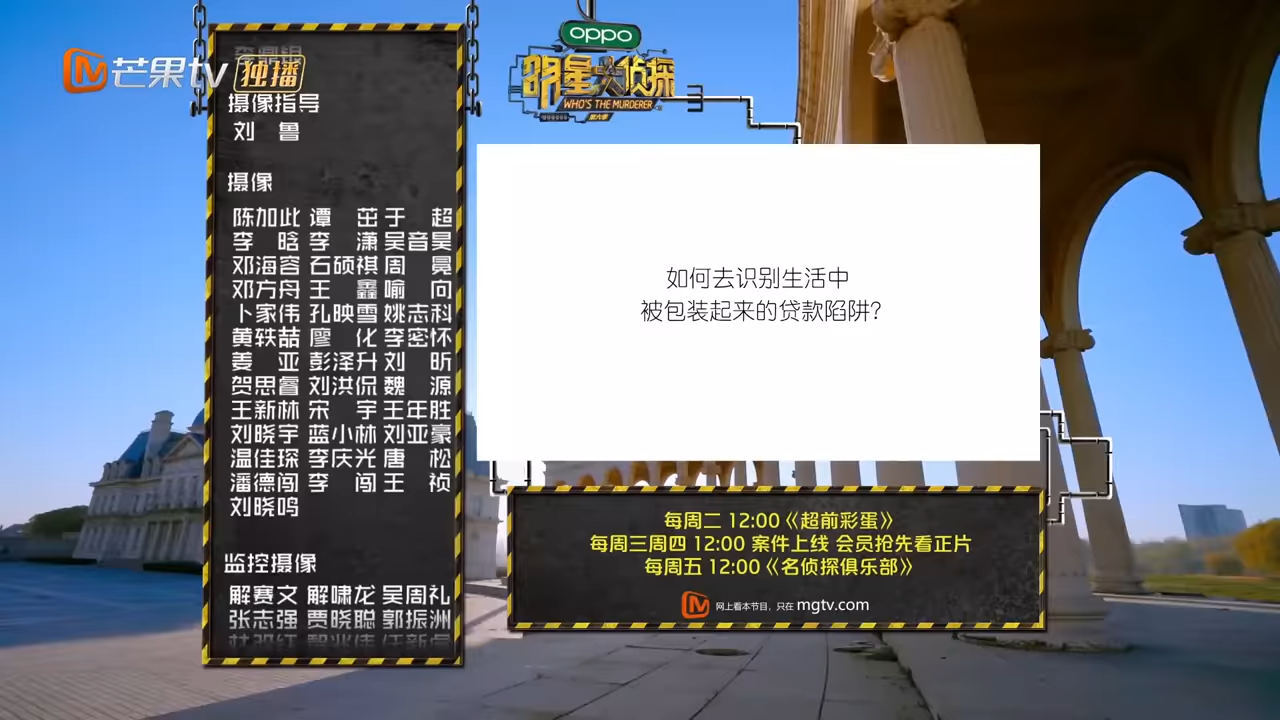 芒果tv 独播
摄像指导
刘 鲁
摄像
陈加此 谭 茁 于 超
李 晗 李 潇 吴音昊
邓海容 石硕祺 周 晃
邓方舟 王 鑫 喻 向
卜家伟 孔映雪 姚志科
黄轶喆 廖 化 李密怀
姜 亚 彭泽升 刘 昕
贺思睿 刘洪侃 魏 源
王新林 宋 宇 王年胜
刘晓宇 蓝小林 刘亚豪
温佳琛 李庆光 唐 松
潘德闯 李 闯 王 祯
刘晓鸣
监控摄像
解赛文 解啸龙 吴周礼
张志强 贾晓聪 郭振洲
oppo
明星大侦探
WHO'S THE MURDERER
第六季
如何去识别生活中
被包装起来的贷款陷阱?
每周二 12:00《超前彩蛋》
每周三周四 12:00 案件上线 会员抢先看正片
每周五 12:00《名侦探俱乐部》
网上看本节目,只在 mgtv.com